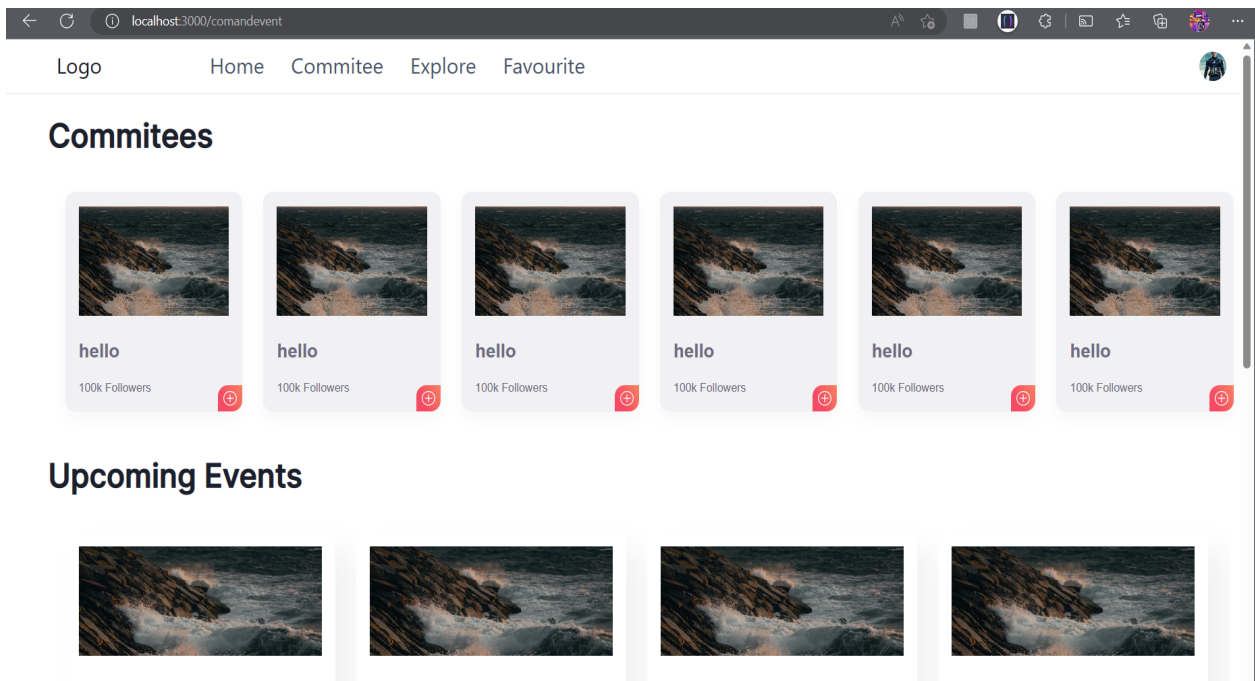 localhost:3000/comandevent
Logo Home Commitee Explore Favourite
Commitees
hello hello hello hello hello hello
100k Followers 100k Followers 100k Followers 100k Followers 100k Followers 100k Followers
Upcoming Events